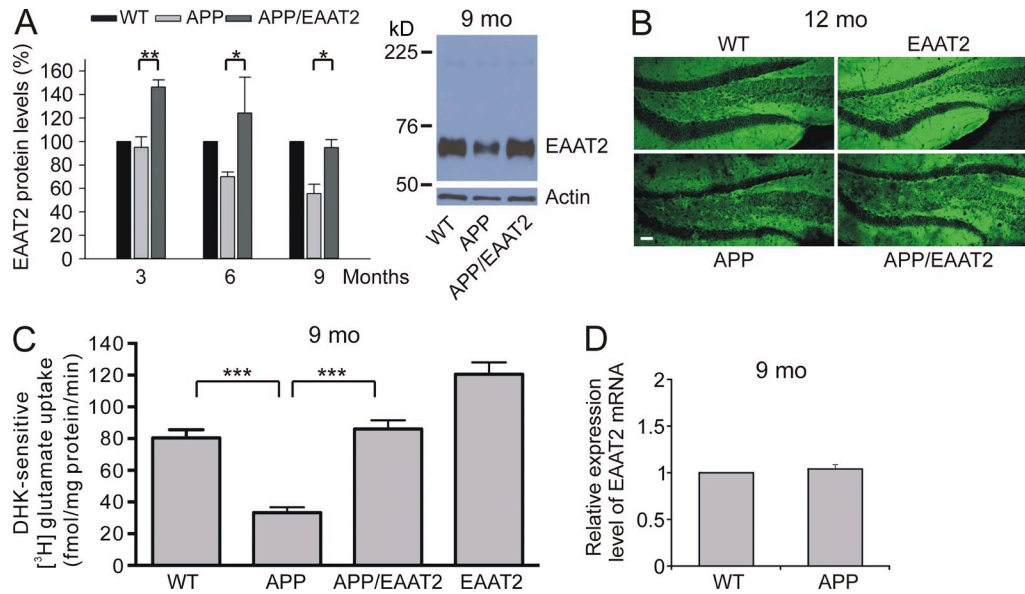 A
WT APP APP/EAAT2
EAAT2 protein levels (%)
160
140
120
100
80
60
40
20
0
** * *
3 6 9 Months
9 mo
kD
225
76
50
EAAT2
Actin
WT APP APP/EAAT2
B
12 mo
WT EAAT2
APP APP/EAAT2
C
9 mo
DHK-sensitive
[³H] glutamate uptake
(fmol/mg protein/min)
140
120
100
80
60
40
20
0
*** ***
WT APP APP/EAAT2 EAAT2
D
9 mo
Relative expression
level of EAAT2 mRNA
2
1.5
1
0.5
0
WT APP